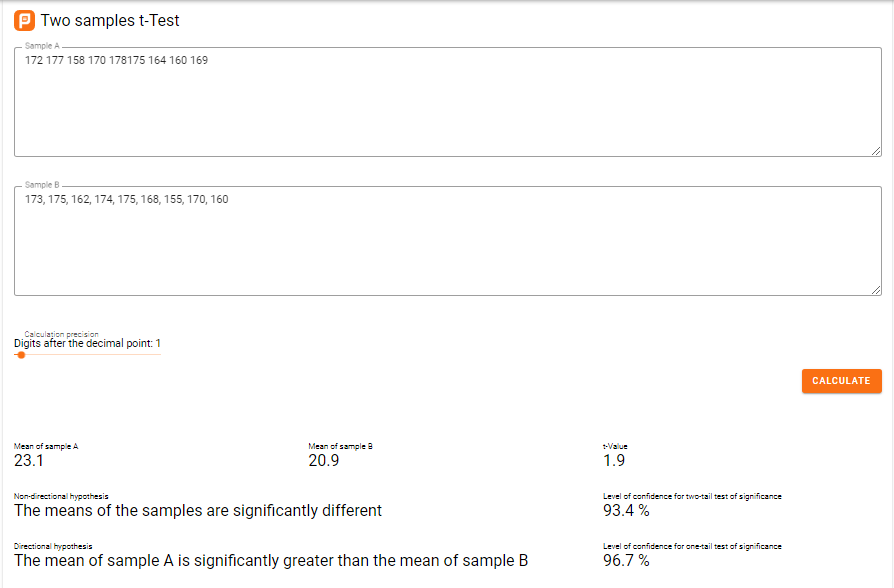 Two samples t-Test
Sample A
172 177 158 170 178175 164 160 169
Sample B
173, 175, 162, 174, 175, 168, 155, 170, 160
Calculation precision
Digits after the decimal point: 1
CALCULATE
Mean of sample A Mean of sample B t-Value
23.1 20.9 1.9
Non-directional hypothesis Level of confidence for two-tail test of significance
The means of the samples are significantly different 93.4 %
Directional hypothesis Level of confidence for one-tail test of significance
The mean of sample A is significantly greater than the mean of sample B 96.7 %